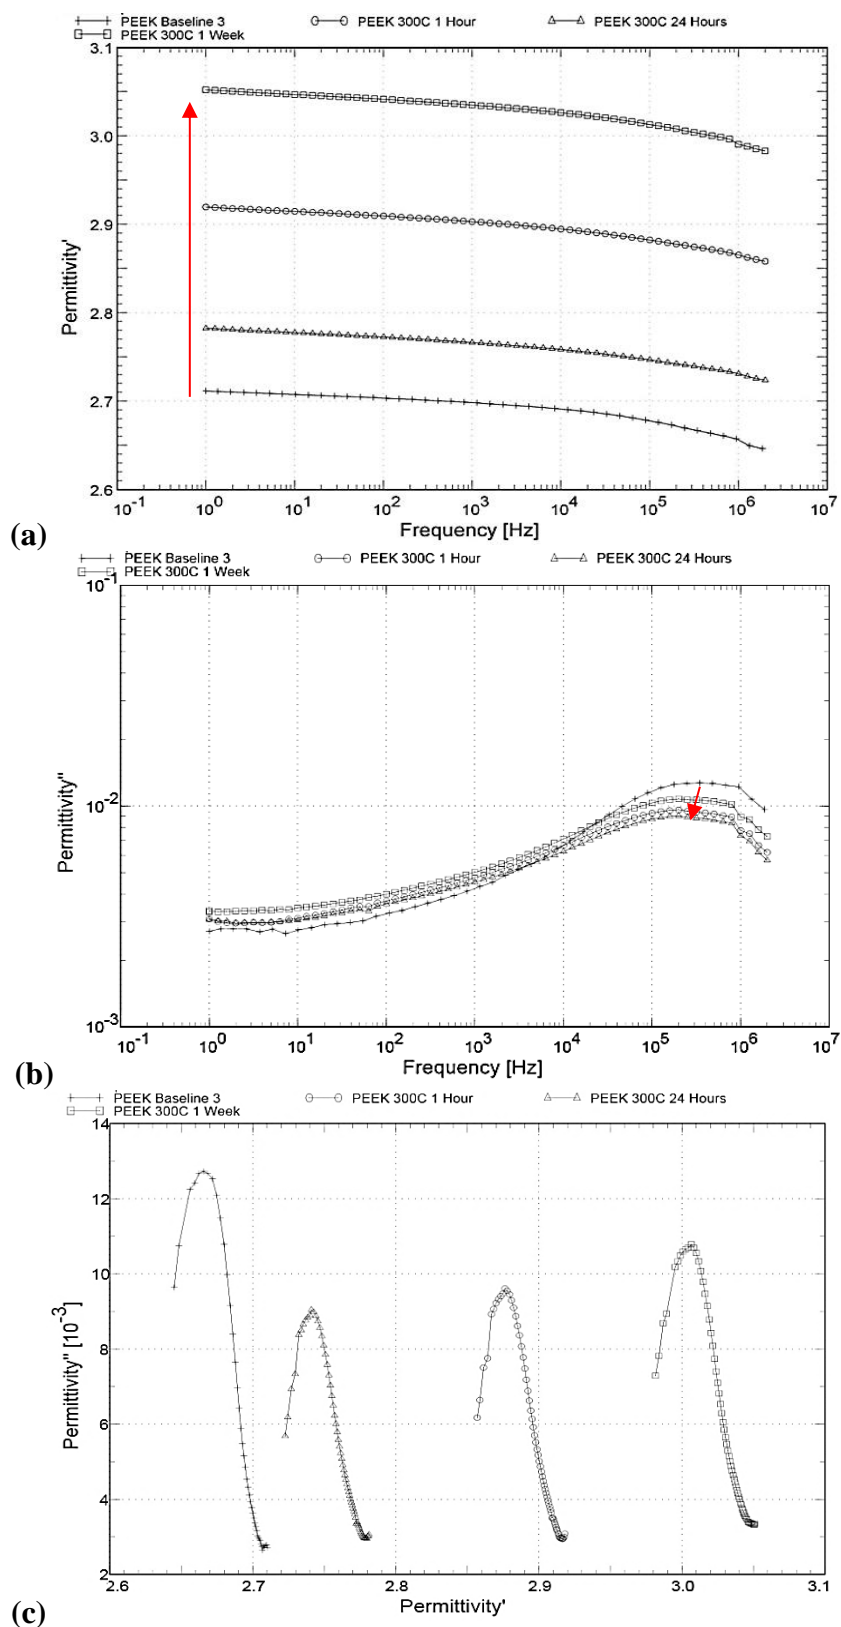 PEEK Baseline 3 PEEK 300C 1 Hour PEEK 300C 24 Hours
PEEK 300C 1 Week
3.1
3.0
2.9
2.8
2.7
2.6
Permittivity'
10-1 100 101 102 103 104 105 106 107
Frequency [Hz]
(a)
PEEK Baseline 3 PEEK 300C 1 Hour PEEK 300C 24 Hours
PEEK 300C 1 Week
10-1
10-2
10-3
Permittivity"
10-1 100 101 102 103 104 105 106 107
Frequency [Hz]
(b)
PEEK Baseline 3 PEEK 300C 1 Hour PEEK 300C 24 Hours
PEEK 300C 1 Week
14
12
10
8
6
4
2
Permittivity" [10-3]
2.6 2.7 2.8 2.9 3.0 3.1
Permittivity'
(c)